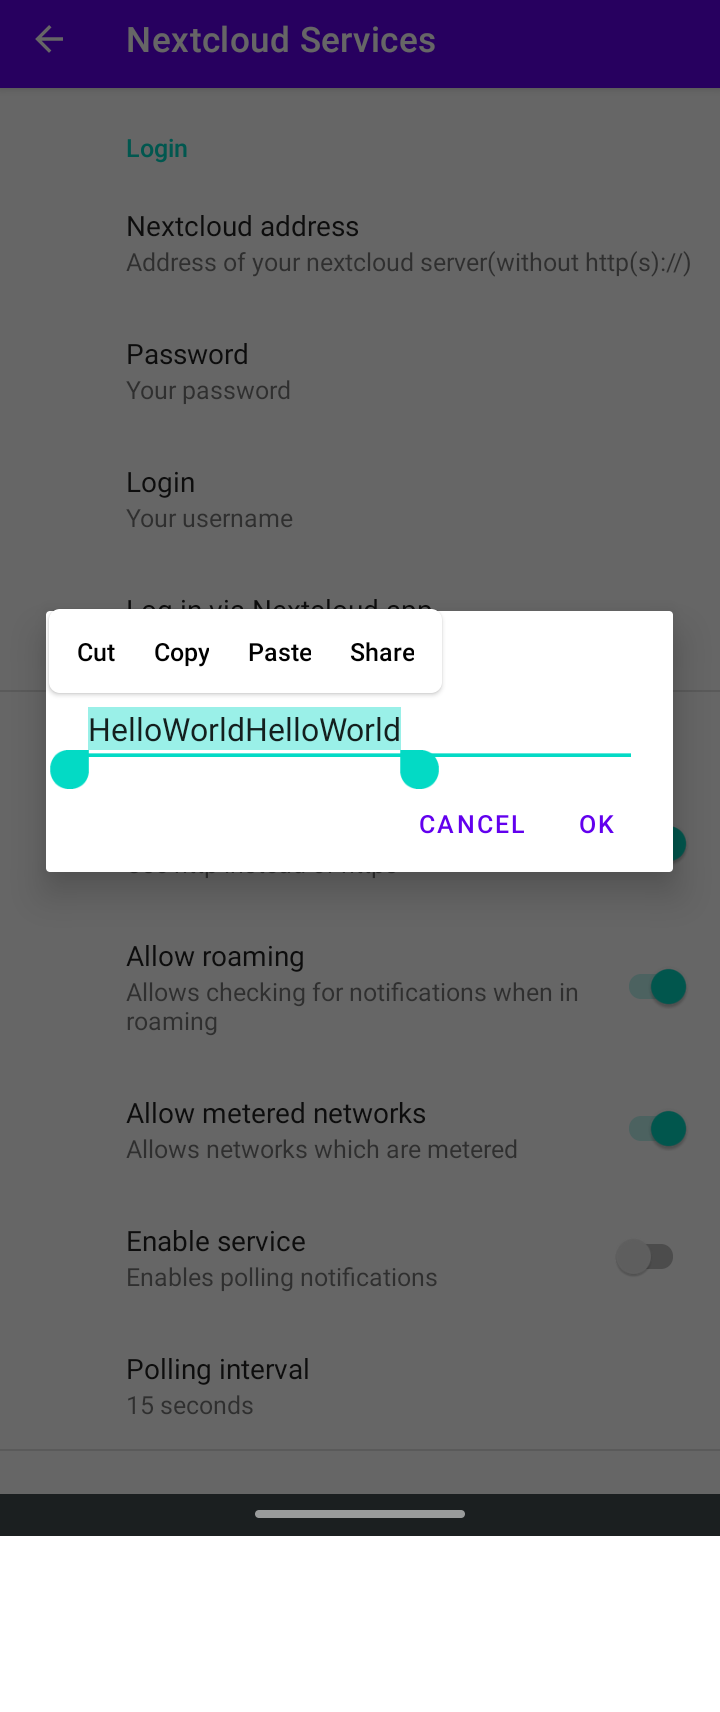 Nextcloud Services
Login
Nextcloud address
Address of your nextcloud server(without http(s)://)
Password
Your password
Login
Your username
Cut Copy Paste Share
HelloWorldHelloWorld
CANCEL OK
Allow roaming
Allows checking for notifications when in
roaming
Allow metered networks
Allows networks which are metered
Enable service
Enables polling notifications
Polling interval
15 seconds